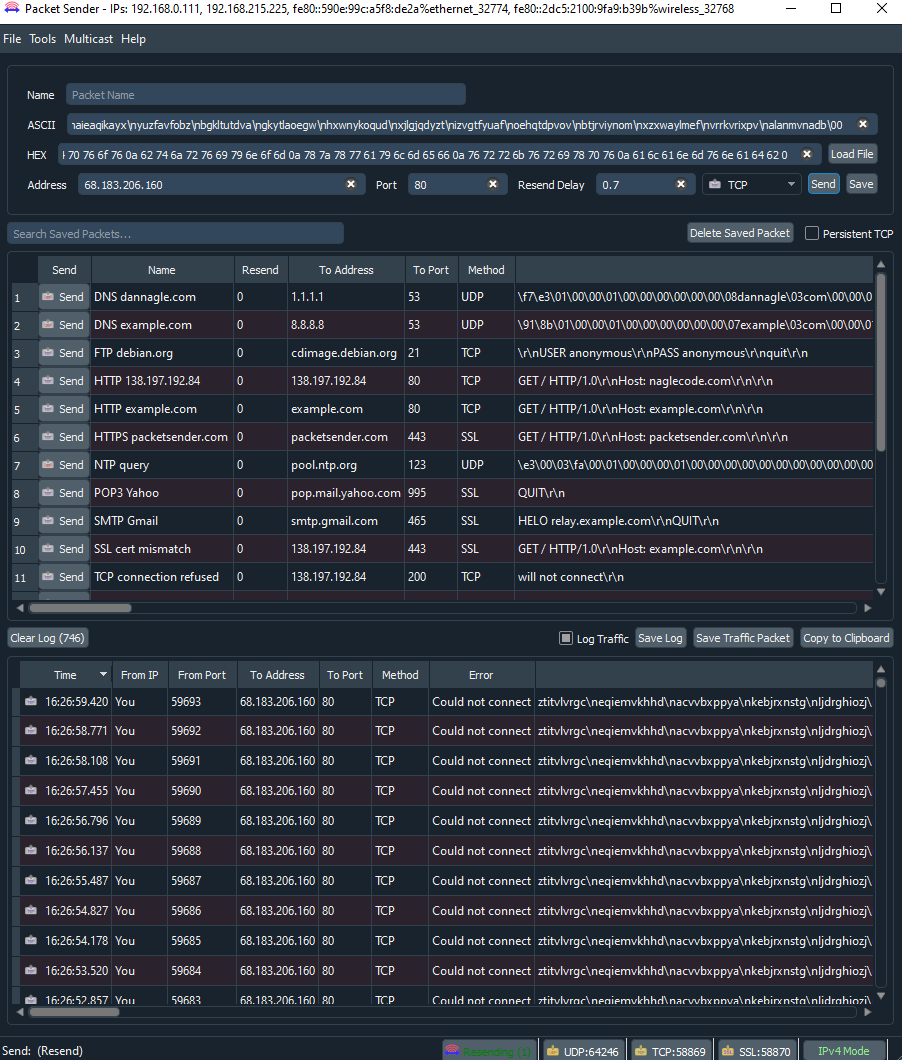 Packet Sender - IPs: 192.168.0.111, 192.168.215.225, fe80::590e:99c:a5f8:de2a%ethernet_32774, fe80::2dc5:2100:9fa9:b39b%wireless_32768
File Tools Multicast Help
Name Packet Name
ASCII naieaqikayx\nyuzfavfobz\nbgkltutdva\ngkytlaoegw\nhxwnykoqud\nxjlgjqdyzt\nizvgtfyuaf\noehqtdpvov\nbtjrviynom\nxzxwaylmef\nvrrkvrixpv\nalanmvnadb\00
HEX 70 76 6f 76 0a 62 74 6a 72 76 69 79 6e 6f 6d 0a 78 7a 78 77 61 79 6c 6d 65 66 0a 76 72 72 6b 76 72 69 78 70 76 0a 61 6c 61 6e 6d 76 6e 61 64 62 0 Load File
Address 68.183.206.160 Port 80 Resend Delay 0.7 TCP Send Save
Search Saved Packets... Delete Saved Packet Persistent TCP
Send Name Resend To Address To Port Method
1 Send DNS dannagle.com 0 1.1.1.1 53 UDP \f7\e3\01\00\00\01\00\00\00\00\00\00\08dannagle\03com\00\00\0
2 Send DNS example.com 0 8.8.8.8 53 UDP \91\8b\01\00\00\01\00\00\00\00\00\00\07example\03com\00\00\0
3 Send FTP debian.org 0 cdimage.debian.org 21 TCP \r\nUSER anonymous\r\nPASS anonymous\r\nquit\r\n
4 Send HTTP 138.197.192.84 0 138.197.192.84 80 TCP GET / HTTP/1.0\r\nHost: naglecode.com\r\n\r\n
5 Send HTTP example.com 0 example.com 80 TCP GET / HTTP/1.0\r\nHost: example.com\r\n\r\n
6 Send HTTPS packetsender.com 0 packetsender.com 443 SSL GET / HTTP/1.0\r\nHost: packetsender.com\r\n\r\n
7 Send NTP query 0 pool.ntp.org 123 UDP \e3\00\03\fa\00\01\00\00\00\01\00\00\00\00\00\00\00\00\00\00\00
8 Send POP3 Yahoo 0 pop.mail.yahoo.com 995 SSL QUIT\r\n
9 Send SMTP Gmail 0 smtp.gmail.com 465 SSL HELO relay.example.com\r\nQUIT\r\n
10 Send SSL cert mismatch 0 138.197.192.84 443 SSL GET / HTTP/1.0\r\nHost: example.com\r\n\r\n
11 Send TCP connection refused 0 138.197.192.84 200 TCP will not connect\r\n
Clear Log (746) Log Traffic Save Log Save Traffic Packet Copy to Clipboard
Time From IP From Port To Address To Port Method Error
16:26:59.420 You 59693 68.183.206.160 80 TCP Could not connect ztitvlvrgc\neqiemvkhhd\nacvvbxppya\nkebjrxnstg\nljdrghiozj\
16:26:58.771 You 59692 68.183.206.160 80 TCP Could not connect ztitvlvrgc\neqiemvkhhd\nacvvbxppya\nkebjrxnstg\nljdrghiozj\
16:26:58.108 You 59691 68.183.206.160 80 TCP Could not connect ztitvlvrgc\neqiemvkhhd\nacvvbxppya\nkebjrxnstg\nljdrghiozj\
16:26:57.455 You 59690 68.183.206.160 80 TCP Could not connect ztitvlvrgc\neqiemvkhhd\nacvvbxppya\nkebjrxnstg\nljdrghiozj\
16:26:56.796 You 59689 68.183.206.160 80 TCP Could not connect ztitvlvrgc\neqiemvkhhd\nacvvbxppya\nkebjrxnstg\nljdrghiozj\
16:26:56.137 You 59688 68.183.206.160 80 TCP Could not connect ztitvlvrgc\neqiemvkhhd\nacvvbxppya\nkebjrxnstg\nljdrghiozj\
16:26:55.487 You 59687 68.183.206.160 80 TCP Could not connect ztitvlvrgc\neqiemvkhhd\nacvvbxppya\nkebjrxnstg\nljdrghiozj\
16:26:54.827 You 59686 68.183.206.160 80 TCP Could not connect ztitvlvrgc\neqiemvkhhd\nacvvbxppya\nkebjrxnstg\nljdrghiozj\
16:26:54.178 You 59685 68.183.206.160 80 TCP Could not connect ztitvlvrgc\neqiemvkhhd\nacvvbxppya\nkebjrxnstg\nljdrghiozj\
16:26:53.520 You 59684 68.183.206.160 80 TCP Could not connect ztitvlvrgc\neqiemvkhhd\nacvvbxppya\nkebjrxnstg\nljdrghiozj\
16:26:52.857 You 59683 68.183.206.160 80 TCP Could not connect ztitvlvrgc\neqiemvkhhd\nacvvbxppya\nkebjrxnstg\nljdrghiozj\
Send: (Resend) Resending (1) UDP:64246 TCP:58869 SSL:58870 IPv4 Mode